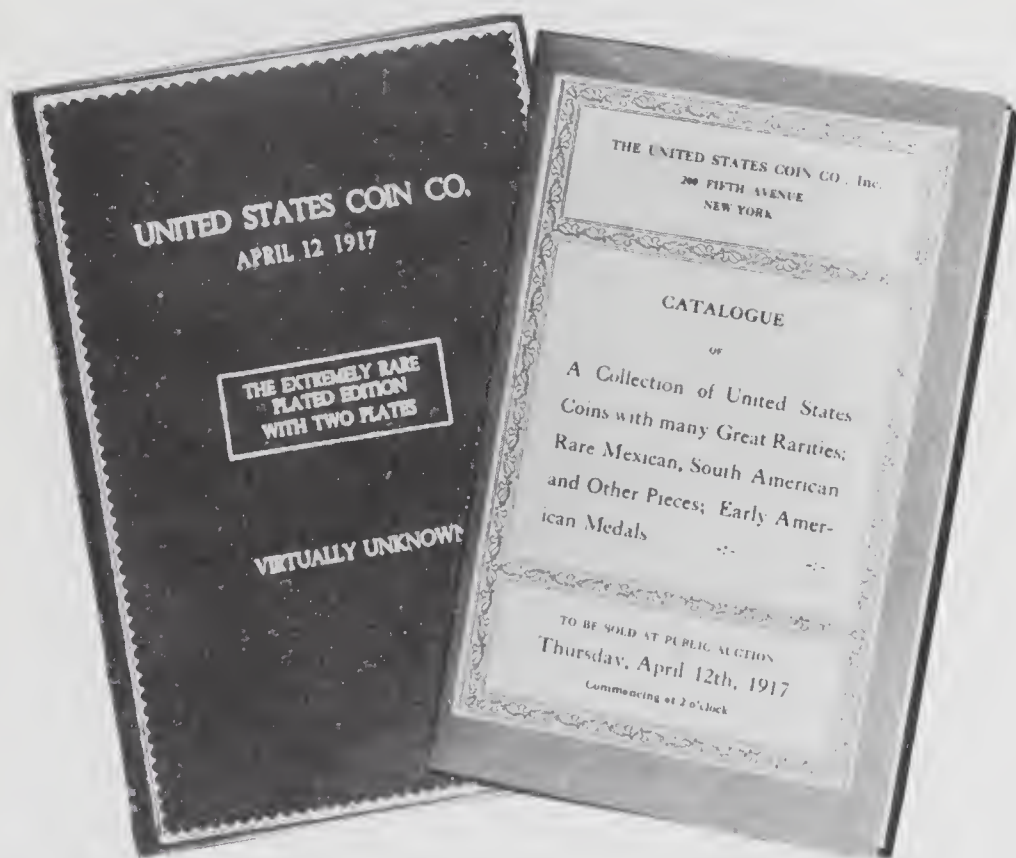 UNITED STATES COIN CO.
APRIL 12 1917
THE EXTREMELY RARE
PLATED EDITION
WITH TWO PLATES
VIRTUALLY UNKNOWN
THE UNITED STATES COIN CO., Inc.
200 FIFTH AVENUE
NEW YORK
CATALOGUE
OF
A Collection of United States
Coins with many Great Rarities;
Rare Mexican, South American
and Other Pieces; Early Amer-
ican Medals -:-
-:-
TO BE SOLD AT PUBLIC AUCTION
Thursday, April 12th, 1917
Commencing at 2 o'clock